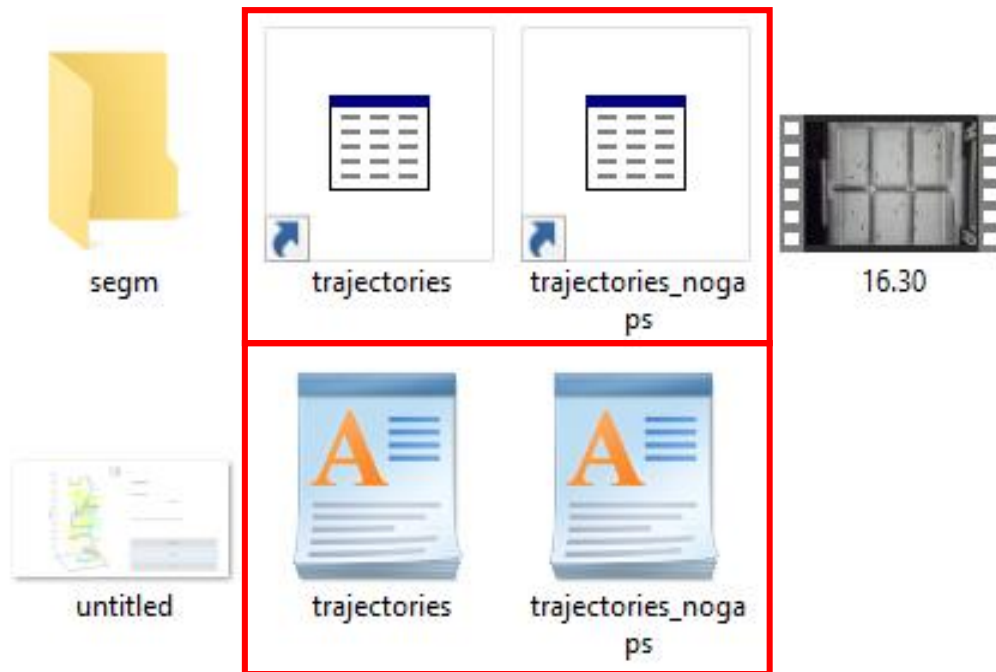 segm
trajectories
trajectories_noga
ps
16.30
untitled
trajectories
trajectories_noga
ps